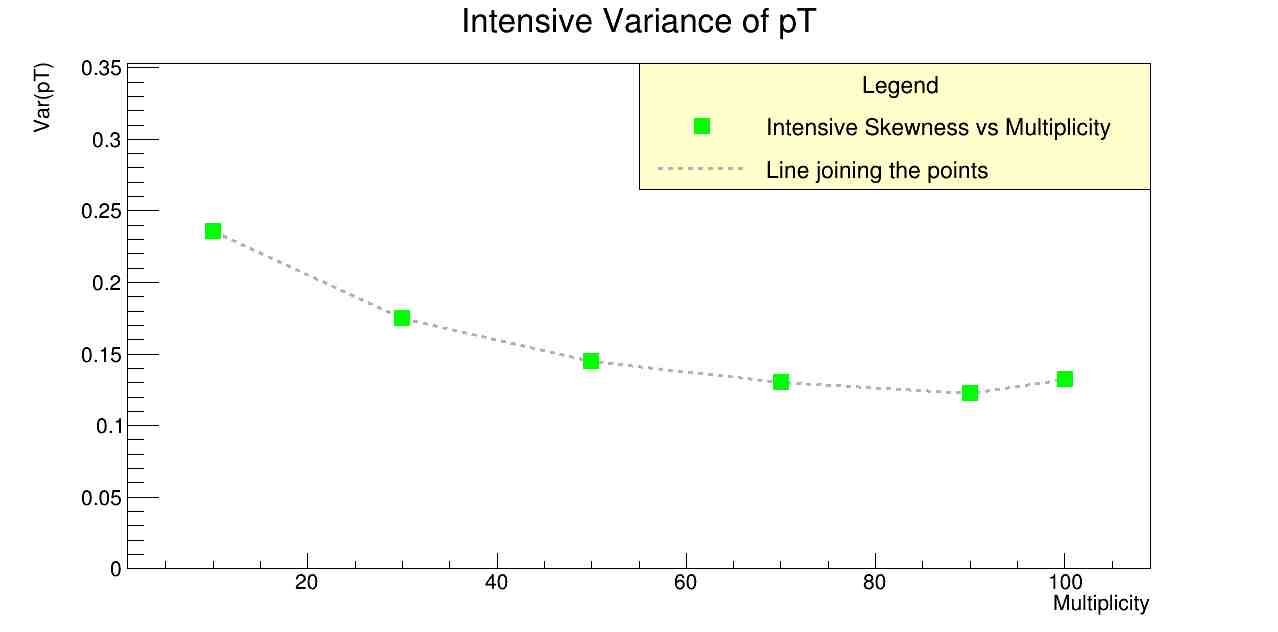 Intensive Variance of pT
Var(pT)
0.35
0.3
0.25
0.2
0.15
0.1
0.05
0
Legend
Intensive Skewness vs Multiplicity
Line joining the points
20 40 60 80 100
Multiplicity